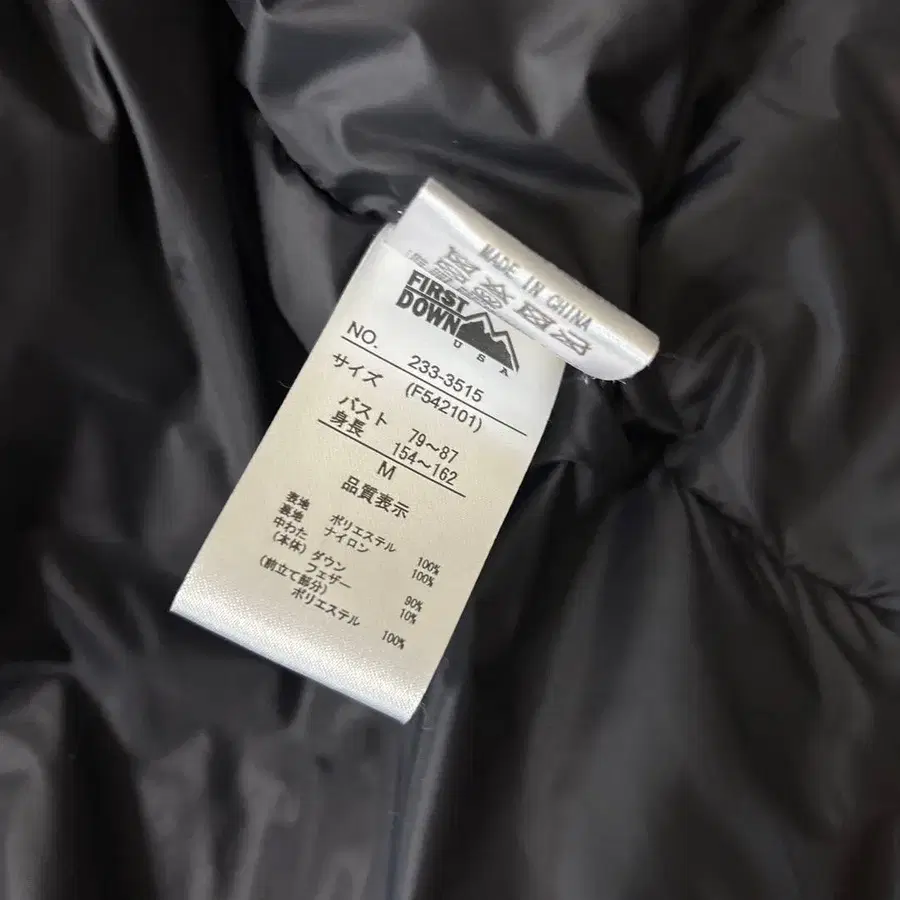 MADE IN CHINA
FIRST
DOWN
USA
NO. 233-3515
サイズ (F542101)
バスト 79～87
身長 154～162
M
品質表示
表地 ポリエステル 100%
裏地 ナイロン 100%
中わた
(本体) ダウン 90%
フェザー 10%
(前立て部分)
ポリエステル 100%